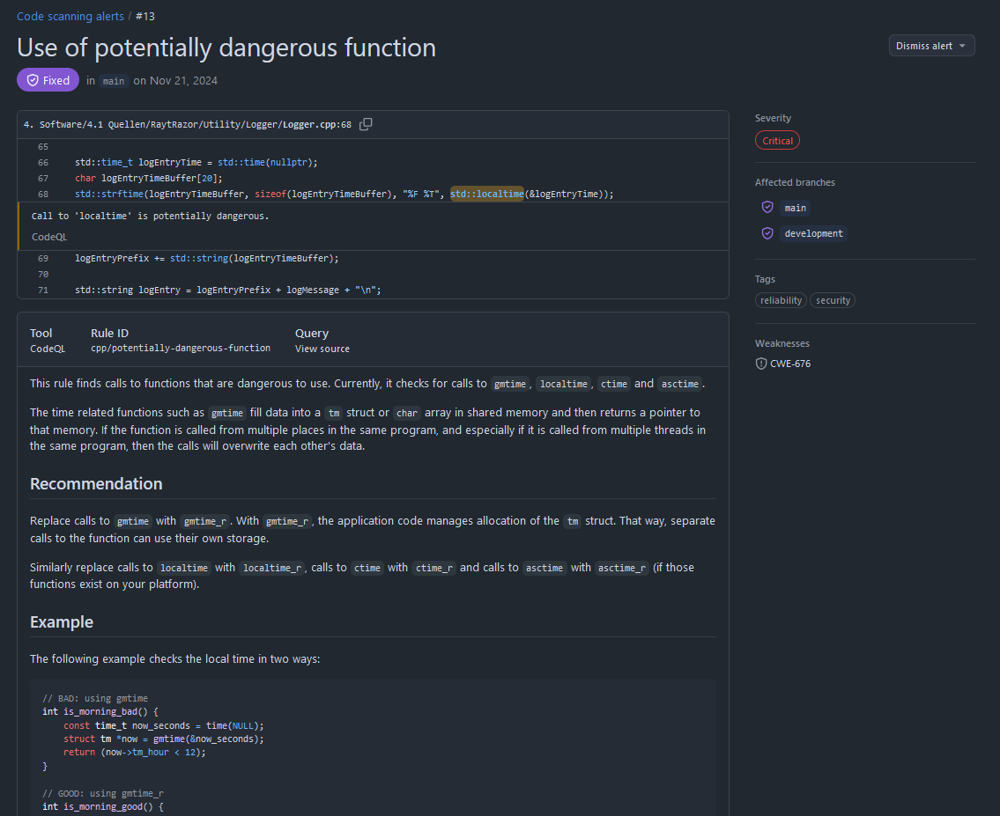 Code scanning alerts / #13
Use of potentially dangerous function
Dismiss alert
Fixed in main on Nov 21, 2024
4. Software/4.1 Quellen/RaytRazor/Utility/Logger/Logger.cpp:68
65
66 std::time_t logEntryTime = std::time(nullptr);
67 char logEntryTimeBuffer[20];
68 std::strftime(logEntryTimeBuffer, sizeof(logEntryTimeBuffer), "%F %T", std::localtime(&logEntryTime));
Call to 'localtime' is potentially dangerous.
CodeQL
69 logEntryPrefix += std::string(logEntryTimeBuffer);
70
71 std::string logEntry = logEntryPrefix + logMessage + "\n";
Tool Rule ID Query
CodeQL cpp/potentially-dangerous-function View source
This rule finds calls to functions that are dangerous to use. Currently, it checks for calls to gmtime, localtime, ctime and asctime.
The time related functions such as gmtime fill data into a tm struct or char array in shared memory and then returns a pointer to
that memory. If the function is called from multiple places in the same program, and especially if it is called from multiple threads in
the same program, then the calls will overwrite each other's data.
Recommendation
Replace calls to gmtime with gmtime_r. With gmtime_r, the application code manages allocation of the tm struct. That way, separate
calls to the function can use their own storage.
Similarly replace calls to localtime with localtime_r, calls to ctime with ctime_r and calls to asctime with asctime_r (if those
functions exist on your platform).
Example
The following example checks the local time in two ways:
// BAD: using gmtime
int is_morning_bad() {
const time_t now_seconds = time(NULL);
struct tm *now = gmtime(&now_seconds);
return (now->tm_hour < 12);
}
// GOOD: using gmtime_r
int is_morning_good() {
Severity
Critical
Affected branches
main
development
Tags
reliability security
Weaknesses
CWE-676